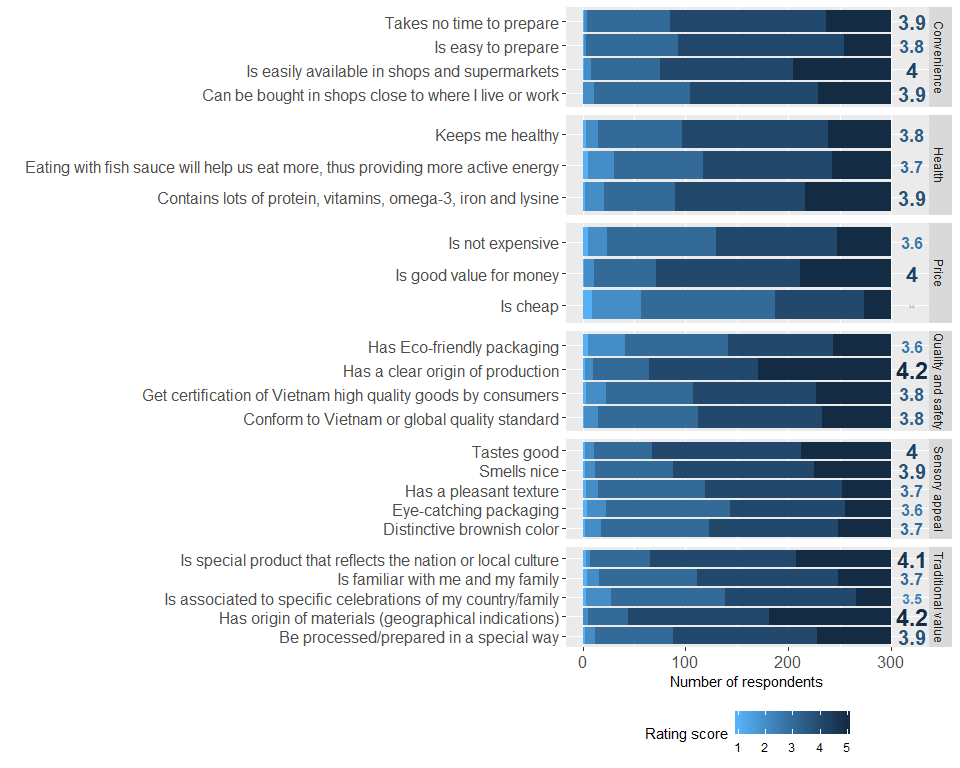 Takes no time to prepare 3.9
Is easy to prepare 3.8
Is easily available in shops and supermarkets 4
Can be bought in shops close to where I live or work 3.9
Convenience
Keeps me healthy 3.8
Eating with fish sauce will help us eat more, thus providing more active energy 3.7
Contains lots of protein, vitamins, omega-3, iron and lysine 3.9
Health
Is not expensive 3.6
Is good value for money 4
Is cheap
Price
Has Eco-friendly packaging 3.6
Has a clear origin of production 4.2
Get certification of Vietnam high quality goods by consumers 3.8
Conform to Vietnam or global quality standard 3.8
Quality and safety
Tastes good 4
Smells nice 3.9
Has a pleasant texture 3.7
Eye-catching packaging 3.6
Distinctive brownish color 3.7
Sensory appeal
Is special product that reflects the nation or local culture 4.1
Is familiar with me and my family 3.7
Is associated to specific celebrations of my country/family 3.5
Has origin of materials (geographical indications) 4.2
Be processed/prepared in a special way 3.9
Traditional value
0 100 200 300
Number of respondents
Rating score
1 2 3 4 5